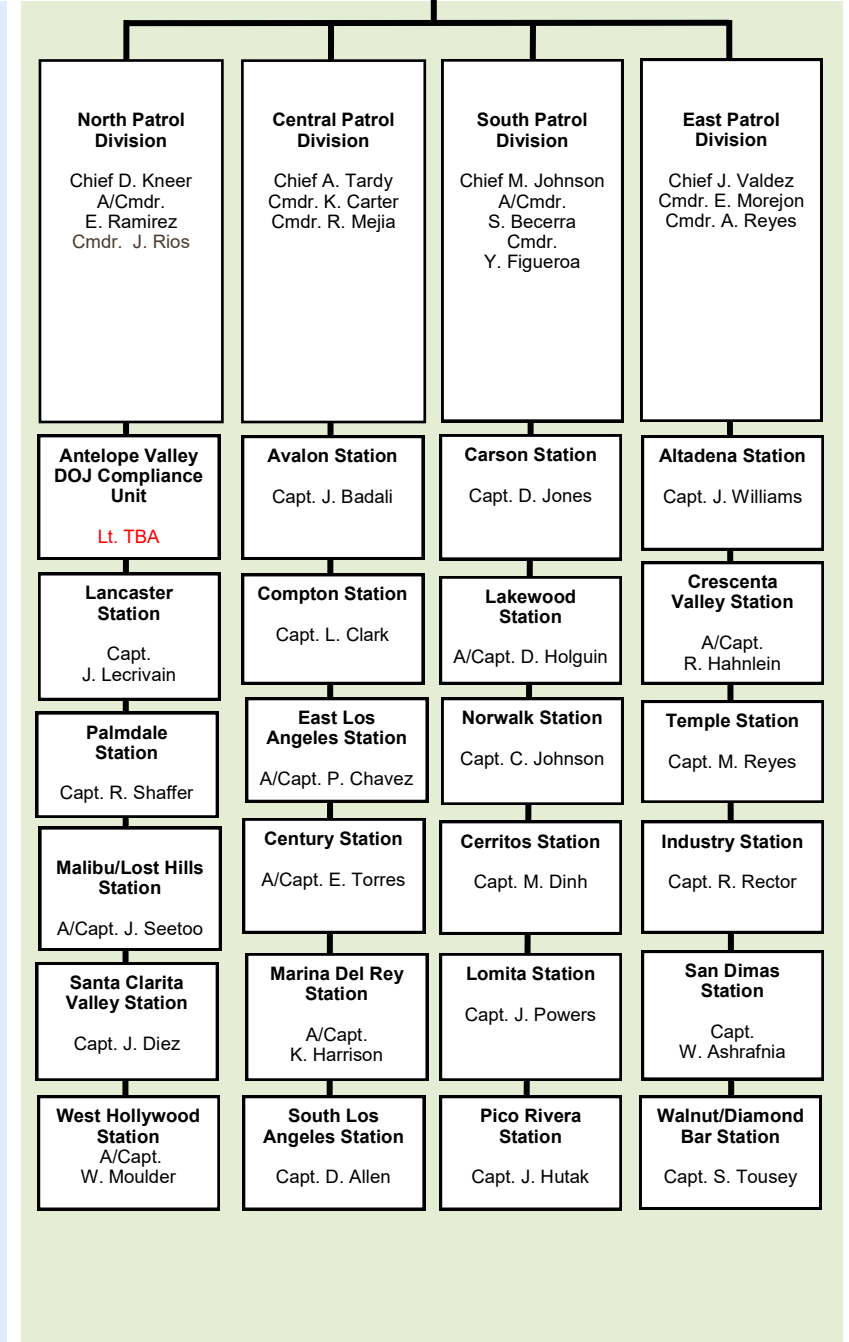 North Patrol
Division
Chief D. Kneer
A/Cmdr.
E. Ramirez
Cmdr. J. Rios
Antelope Valley
DOJ Compliance
Unit
Lt. TBA
Lancaster
Station
Capt.
J. Lecrivain
Palmdale
Station
Capt. R. Shaffer
Malibu/Lost Hills
Station
A/Capt. J. Seetoo
Santa Clarita
Valley Station
Capt. J. Diez
West Hollywood
Station
A/Capt.
W. Moulder
Central Patrol
Division
Chief A. Tardy
Cmdr. K. Carter
Cmdr. R. Mejia
Avalon Station
Capt. J. Badali
Compton Station
Capt. L. Clark
East Los
Angeles Station
A/Capt. P. Chavez
Century Station
A/Capt. E. Torres
Marina Del Rey
Station
A/Capt.
K. Harrison
South Los
Angeles Station
Capt. D. Allen
South Patrol
Division
Chief M. Johnson
A/Cmdr.
S. Becerra
Cmdr.
Y. Figueroa
Carson Station
Capt. D. Jones
Lakewood
Station
A/Capt. D. Holguin
Norwalk Station
Capt. C. Johnson
Cerritos Station
Capt. M. Dinh
Lomita Station
Capt. J. Powers
Pico Rivera
Station
Capt. J. Hutak
East Patrol
Division
Chief J. Valdez
Cmdr. E. Morejon
Cmdr. A. Reyes
Altadena Station
Capt. J. Williams
Crescenta
Valley Station
A/Capt.
R. Hahnlein
Temple Station
Capt. M. Reyes
Industry Station
Capt. R. Rector
San Dimas
Station
Capt.
W. Ashrafnia
Walnut/Diamond
Bar Station
Capt. S. Tousey